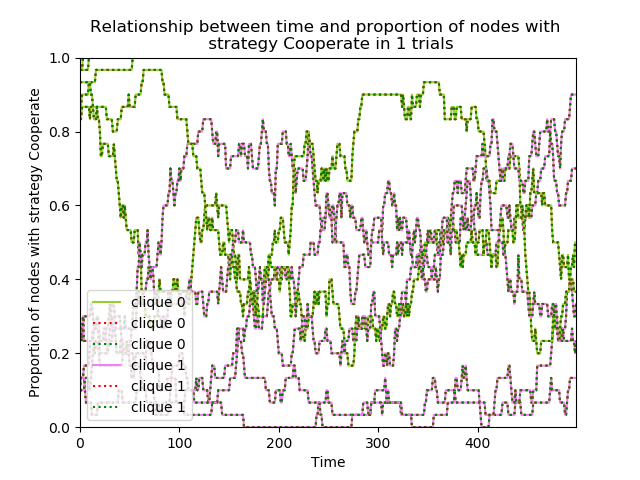 Relationship between time and proportion of nodes with
strategy Cooperate in 1 trials
Proportion of nodes with strategy Cooperate
1.0
0.8
0.6
0.4
0.2
0.0
clique 0
clique 0
clique 0
clique 1
clique 1
clique 1
0 100 200 300 400
Time